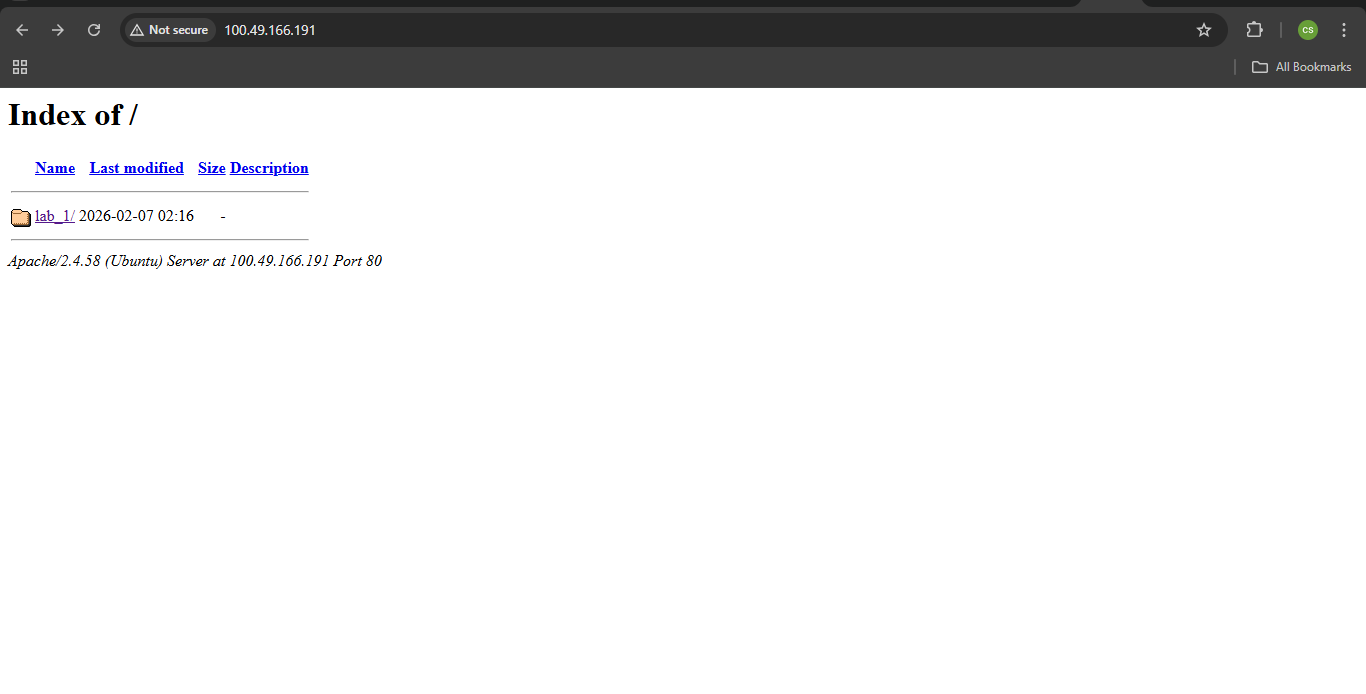 Not secure 100.49.166.191
CS
All Bookmarks
Index of /
Name Last modified Size Description
lab_1/ 2026-02-07 02:16 -
Apache/2.4.58 (Ubuntu) Server at 100.49.166.191 Port 80